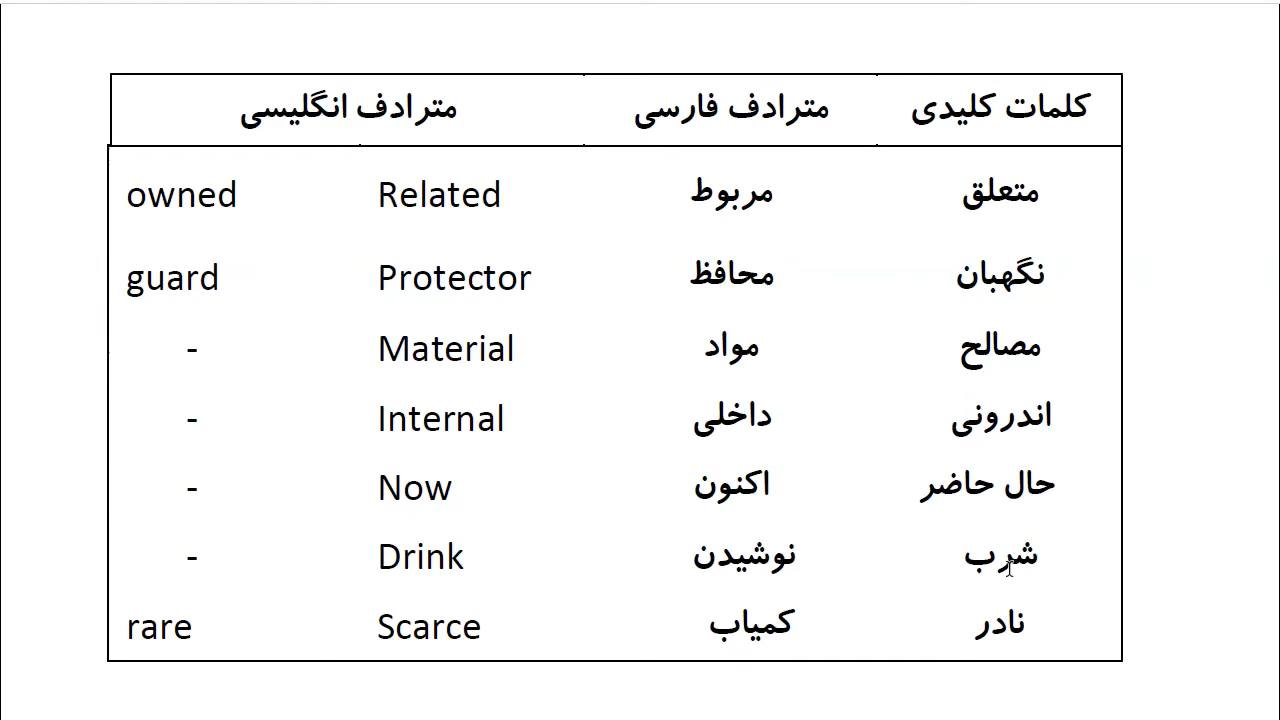 کلمات کلیدی مترادف فارسی مترادف انگلیسی
متعلق مربوط Related owned
نگهبان محافظ Protector guard
مصالح مواد Material -
اندرونی داخلی Internal -
حال حاضر اکنون Now -
شرب نوشیدن Drink -
نادر کمیاب Scarce rare